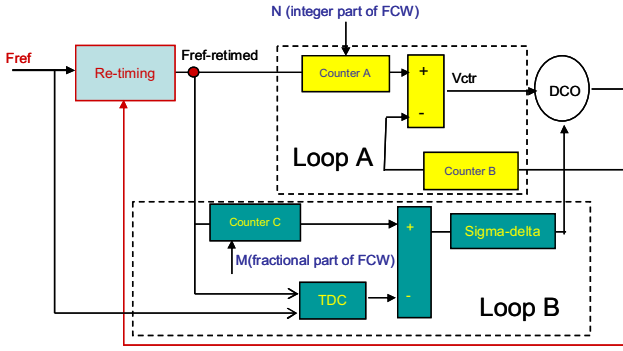 N (integer part of FCW)
Fref
Re-timing
Fref-retimed
Counter A
+
-
Vctr
DCO
Loop A
Counter B
Counter C
+
-
Sigma-delta
M(fractional part of FCW)
TDC
Loop B